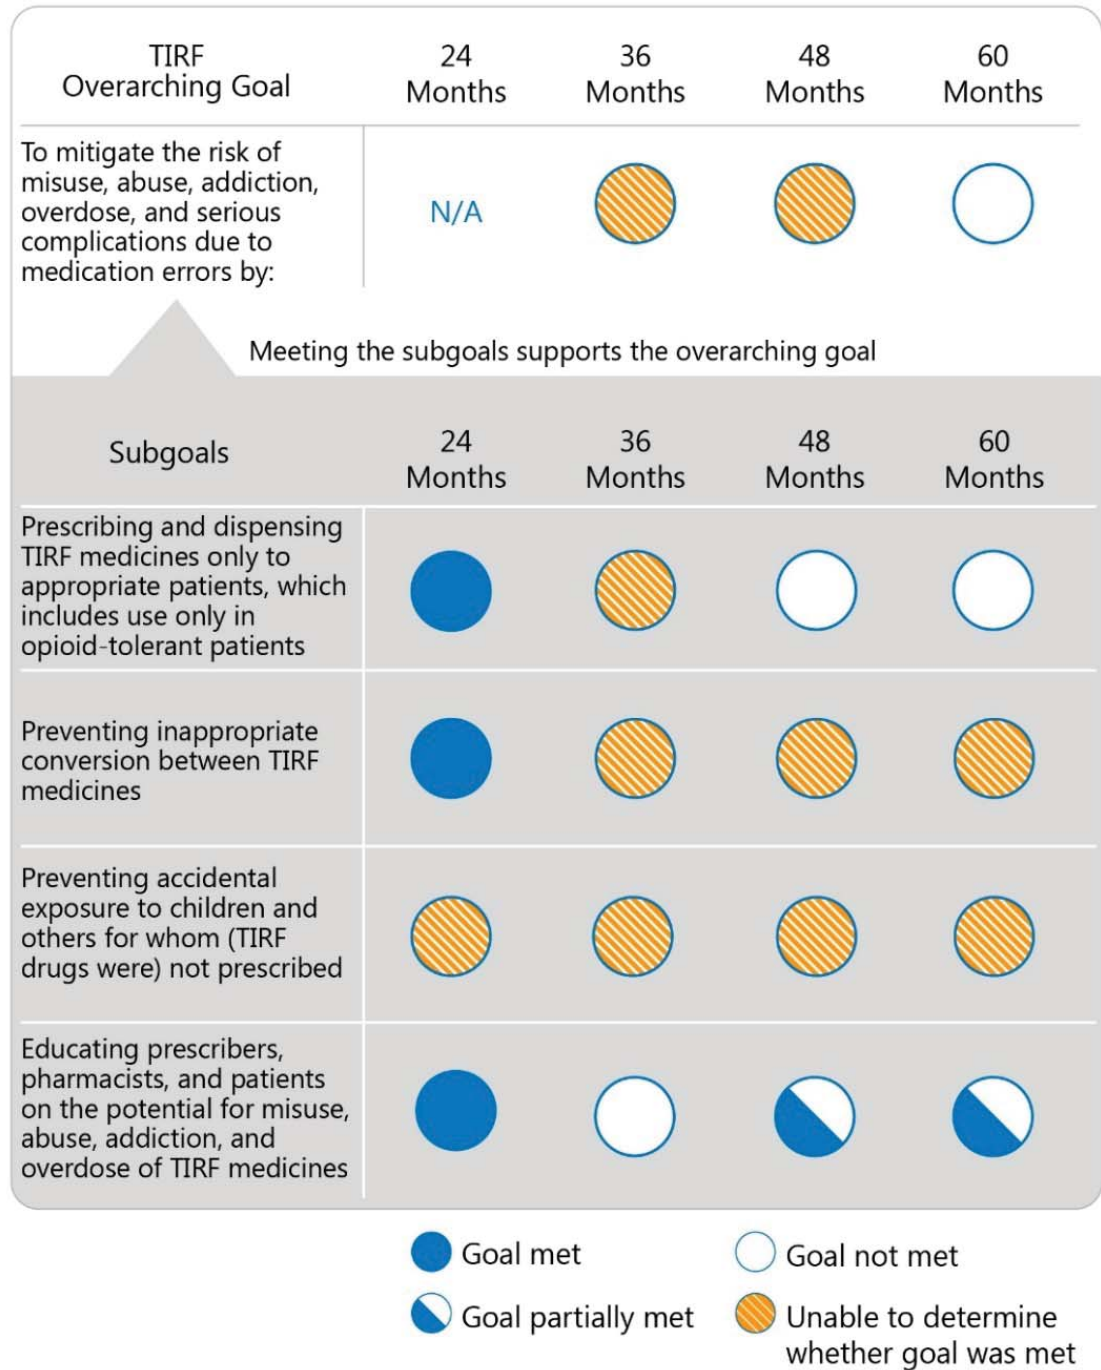 TIRF
Overarching Goal
24
Months
36
Months
48
Months
60
Months
To mitigate the risk of
misuse, abuse, addiction,
overdose, and serious
complications due to
medication errors by:
N/A
Meeting the subgoals supports the overarching goal
Subgoals
24
Months
36
Months
48
Months
60
Months
Prescribing and dispensing
TIRF medicines only to
appropriate patients, which
includes use only in
opioid-tolerant patients
Preventing inappropriate
conversion between TIRF
medicines
Preventing accidental
exposure to children and
others for whom (TIRF
drugs were) not prescribed
Educating prescribers,
pharmacists, and patients
on the potential for misuse,
abuse, addiction, and
overdose of TIRF medicines
Goal met
Goal not met
Goal partially met
Unable to determine
whether goal was met